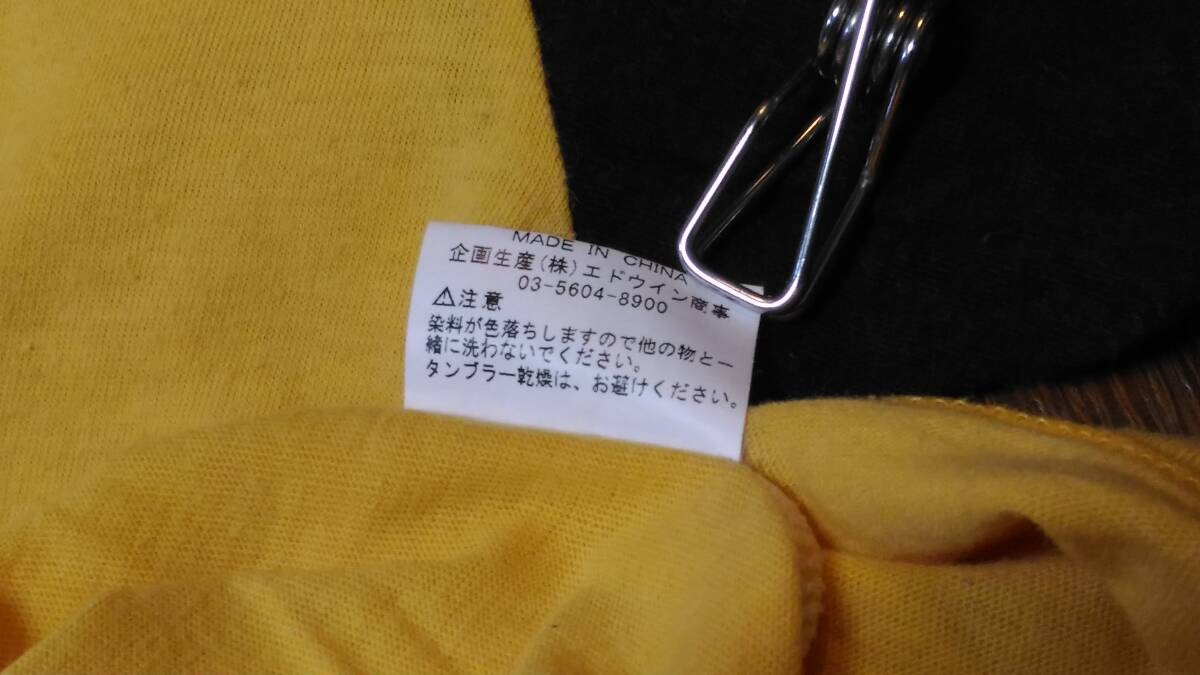 MADE IN CHINA
企画生産(株)エドウイン商事
03-5604-8900
⚠注意
染料が色落ちしますので他の物と一
緒に洗わないでください。
タンブラー乾燥は、お避けください。